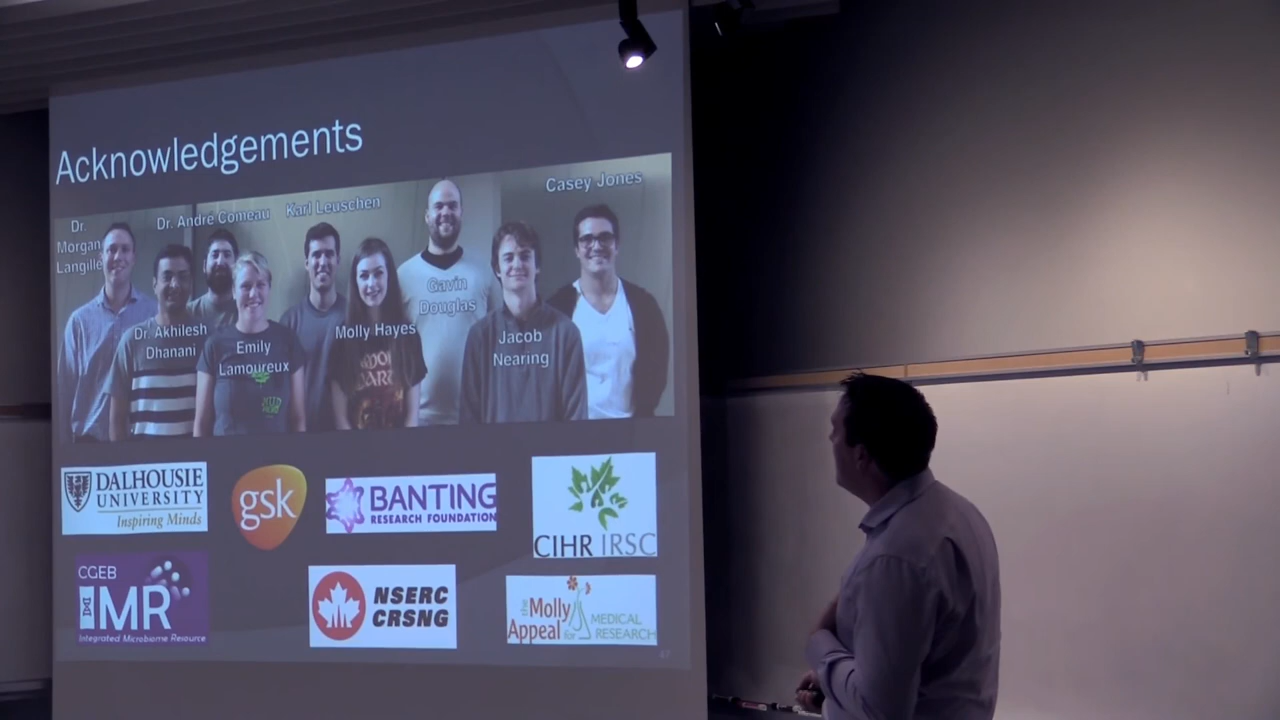 Acknowledgements
Dr.
Morgan
Langille
Dr. André Comeau
Karl Leuschen
Casey Jones
Gavin
Douglas
Dr. Akhilesh
Dhanani
Emily
Lamoureux
Molly Hayes
Jacob
Nearing
DALHOUSIE
UNIVERSITY
Inspiring Minds
gsk
BANTING
RESEARCH FOUNDATION
CIHR IRSC
CGEB
IMR
Integrated Microbiome Resource
NSERC
CRSNG
the Molly
Appeal for
MEDICAL
RESEARCH